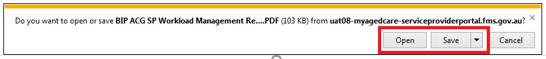 Do you want to open or save BIP ACG SP Workload Management Re....PDF (103 KB) from uat08-myagedcare-serviceproviderportal.fms.gov.au? ×
Open Save ▼ Cancel